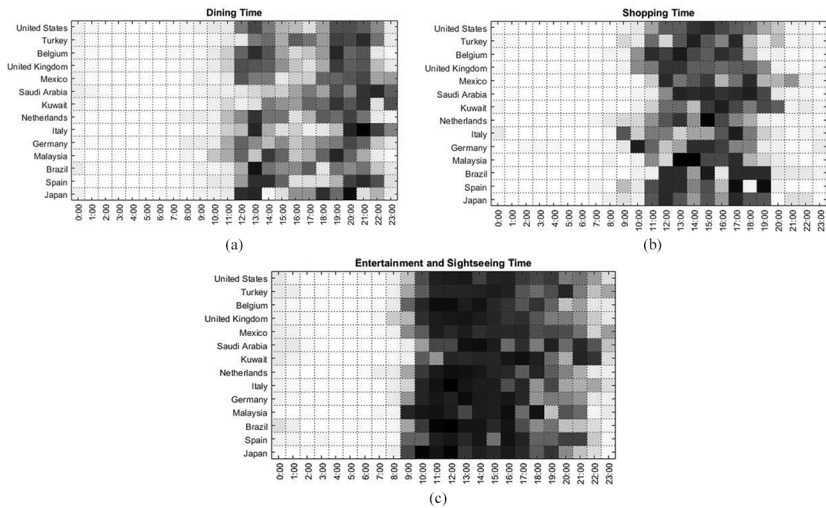 Dining Time
United States
Turkey
Belgium
United Kingdom
Mexico
Saudi Arabia
Kuwait
Netherlands
Italy
Germany
Malaysia
Brazil
Spain
Japan
0:00 1:00 2:00 3:00 4:00 5:00 6:00 7:00 8:00 9:00 10:00 11:00 12:00 13:00 14:00 15:00 16:00 17:00 18:00 19:00 20:00 21:00 22:00 23:00
(a)
Shopping Time
United States
Turkey
Belgium
United Kingdom
Mexico
Saudi Arabia
Kuwait
Netherlands
Italy
Germany
Malaysia
Brazil
Spain
Japan
0:00 1:00 2:00 3:00 4:00 5:00 6:00 7:00 8:00 9:00 10:00 11:00 12:00 13:00 14:00 15:00 16:00 17:00 18:00 19:00 20:00 21:00 22:00 23:00
(b)
Entertainment and Sightseeing Time
United States
Turkey
Belgium
United Kingdom
Mexico
Saudi Arabia
Kuwait
Netherlands
Italy
Germany
Malaysia
Brazil
Spain
Japan
0:00 1:00 2:00 3:00 4:00 5:00 6:00 7:00 8:00 9:00 10:00 11:00 12:00 13:00 14:00 15:00 16:00 17:00 18:00 19:00 20:00 21:00 22:00 23:00
(c)